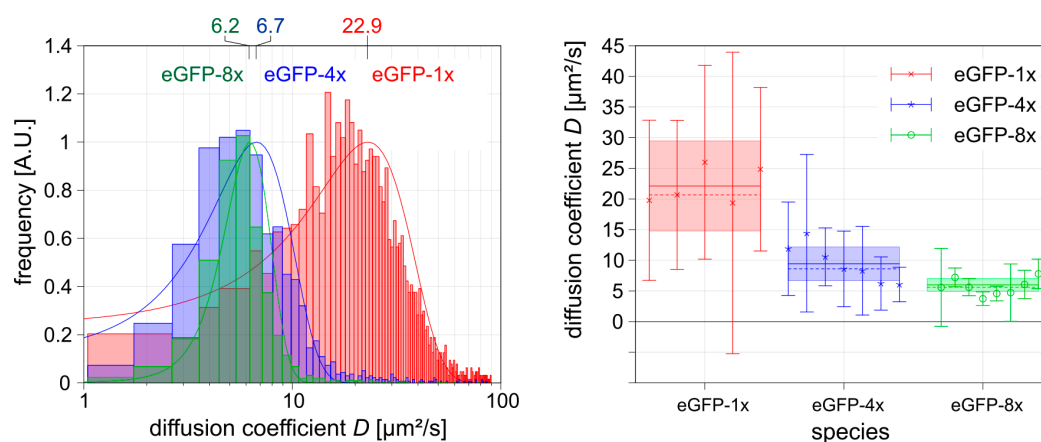 6.2 6.7 22.9
eGFP-8x eGFP-4x eGFP-1x
frequency [A.U.]
1.4
1.2
1
0.8
0.6
0.4
0.2
0
1 10 100
diffusion coefficient D [µm²/s]
diffusion coefficient D [µm²/s]
45
40
35
30
25
20
15
10
5
0
eGFP-1x
eGFP-4x
eGFP-8x
eGFP-1x eGFP-4x eGFP-8x
species